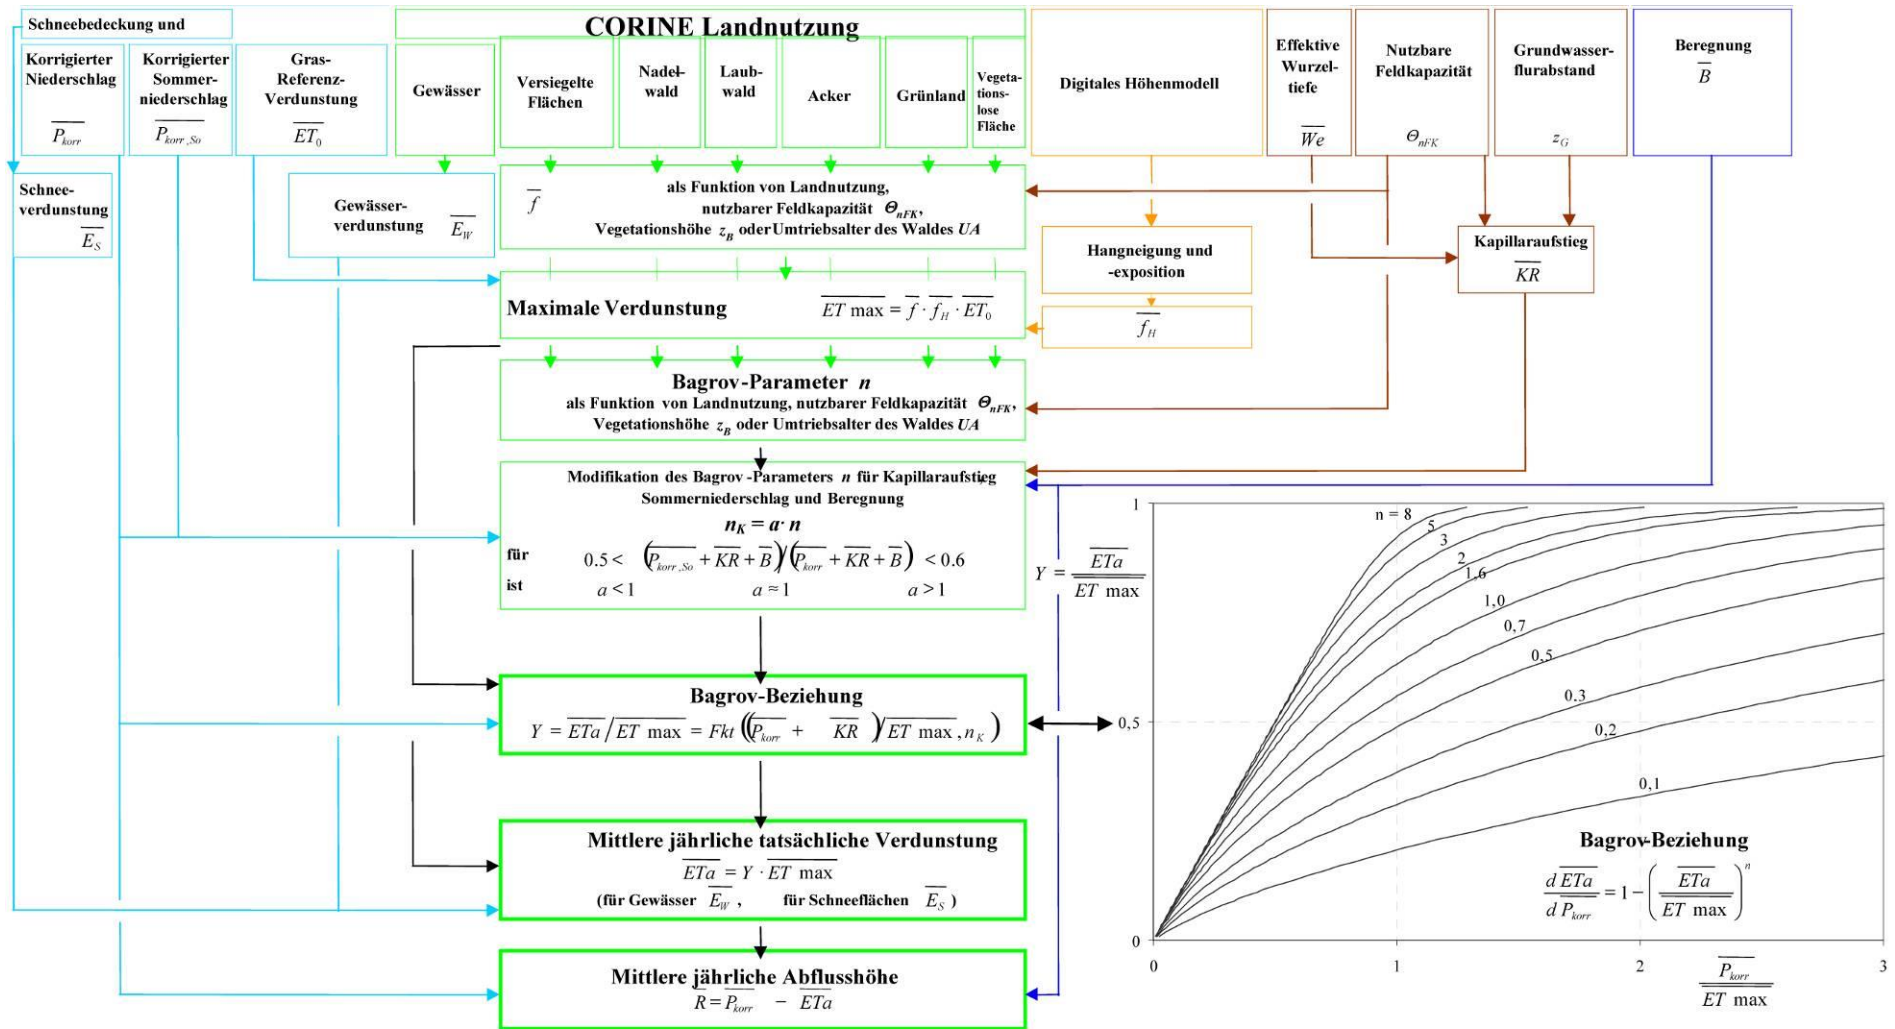 Schneebedeckung und
CORINE Landnutzung
Korrigierter
Niederschlag
P_korr
Korrigierter
Sommer-
niederschlag
P_korr,So
Gras-
Referenz-
Verdunstung
ET_0
Gewässer
Versiegelte
Flächen
Nadel-
wald
Laub-
wald
Acker
Grünland
Vegeta-
tions-
lose
Fläche
Digitales Höhenmodell
Effektive
Wurzel-
tiefe
We
Nutzbare
Feldkapazität
Θ_nFK
Grundwasser-
flurabstand
z_G
Beregnung
B
Schnee-
verdunstung
E_S
Gewässer-
verdunstung E_W
f als Funktion von Landnutzung,
nutzbarer Feldkapazität Θ_nFK,
Vegetationshöhe z_B oder Umtriebsalter des Waldes UA
Hangneigung und
-exposition
Kapillaraufstieg
KR
Maximale Verdunstung ET max = f · f_H · ET_0
f_H
Bagrov-Parameter n
als Funktion von Landnutzung, nutzbarer Feldkapazität Θ_nFK,
Vegetationshöhe z_B oder Umtriebsalter des Waldes UA
Modifikation des Bagrov-Parameters n für Kapillaraufstieg
Sommerniederschlag und Beregnung
n_K = a· n
für 0.5 < (P_korr,So + KR + B)/(P_korr + KR + B) < 0.6
ist a < 1 a ≈ 1 a > 1
Bagrov-Beziehung
Y = ETa/ET max = Fkt ((P_korr + KR)/ET max, n_K)
Mittlere jährliche tatsächliche Verdunstung
ETa = Y · ET max
(für Gewässer E_W, für Schneeflächen E_S)
Mittlere jährliche Abflusshöhe
R = P_korr − ETa
Y = ETa / ET max
1
0,5
0
n = 8
5
3
2
1,6
1,0
0,7
0,5
0.3
0,2
0,1
Bagrov-Beziehung
d ETa / d P_korr = 1 − (ETa / ET max)^n
0
1
2
3
P_korr / ET max